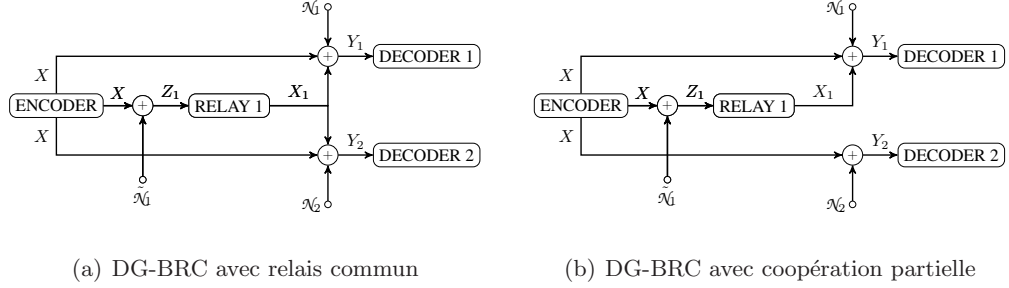 𝒩₁
X
+
Y₁
DECODER 1
ENCODER
X
+
Z₁
RELAY 1
X₁
X
+
Y₂
DECODER 2
𝒩̃₁
𝒩₂
(a) DG-BRC avec relais commun
𝒩₁
X
+
Y₁
DECODER 1
ENCODER
X
+
Z₁
RELAY 1
X₁
X
+
Y₂
DECODER 2
𝒩̃₁
𝒩₂
(b) DG-BRC avec coopération partielle